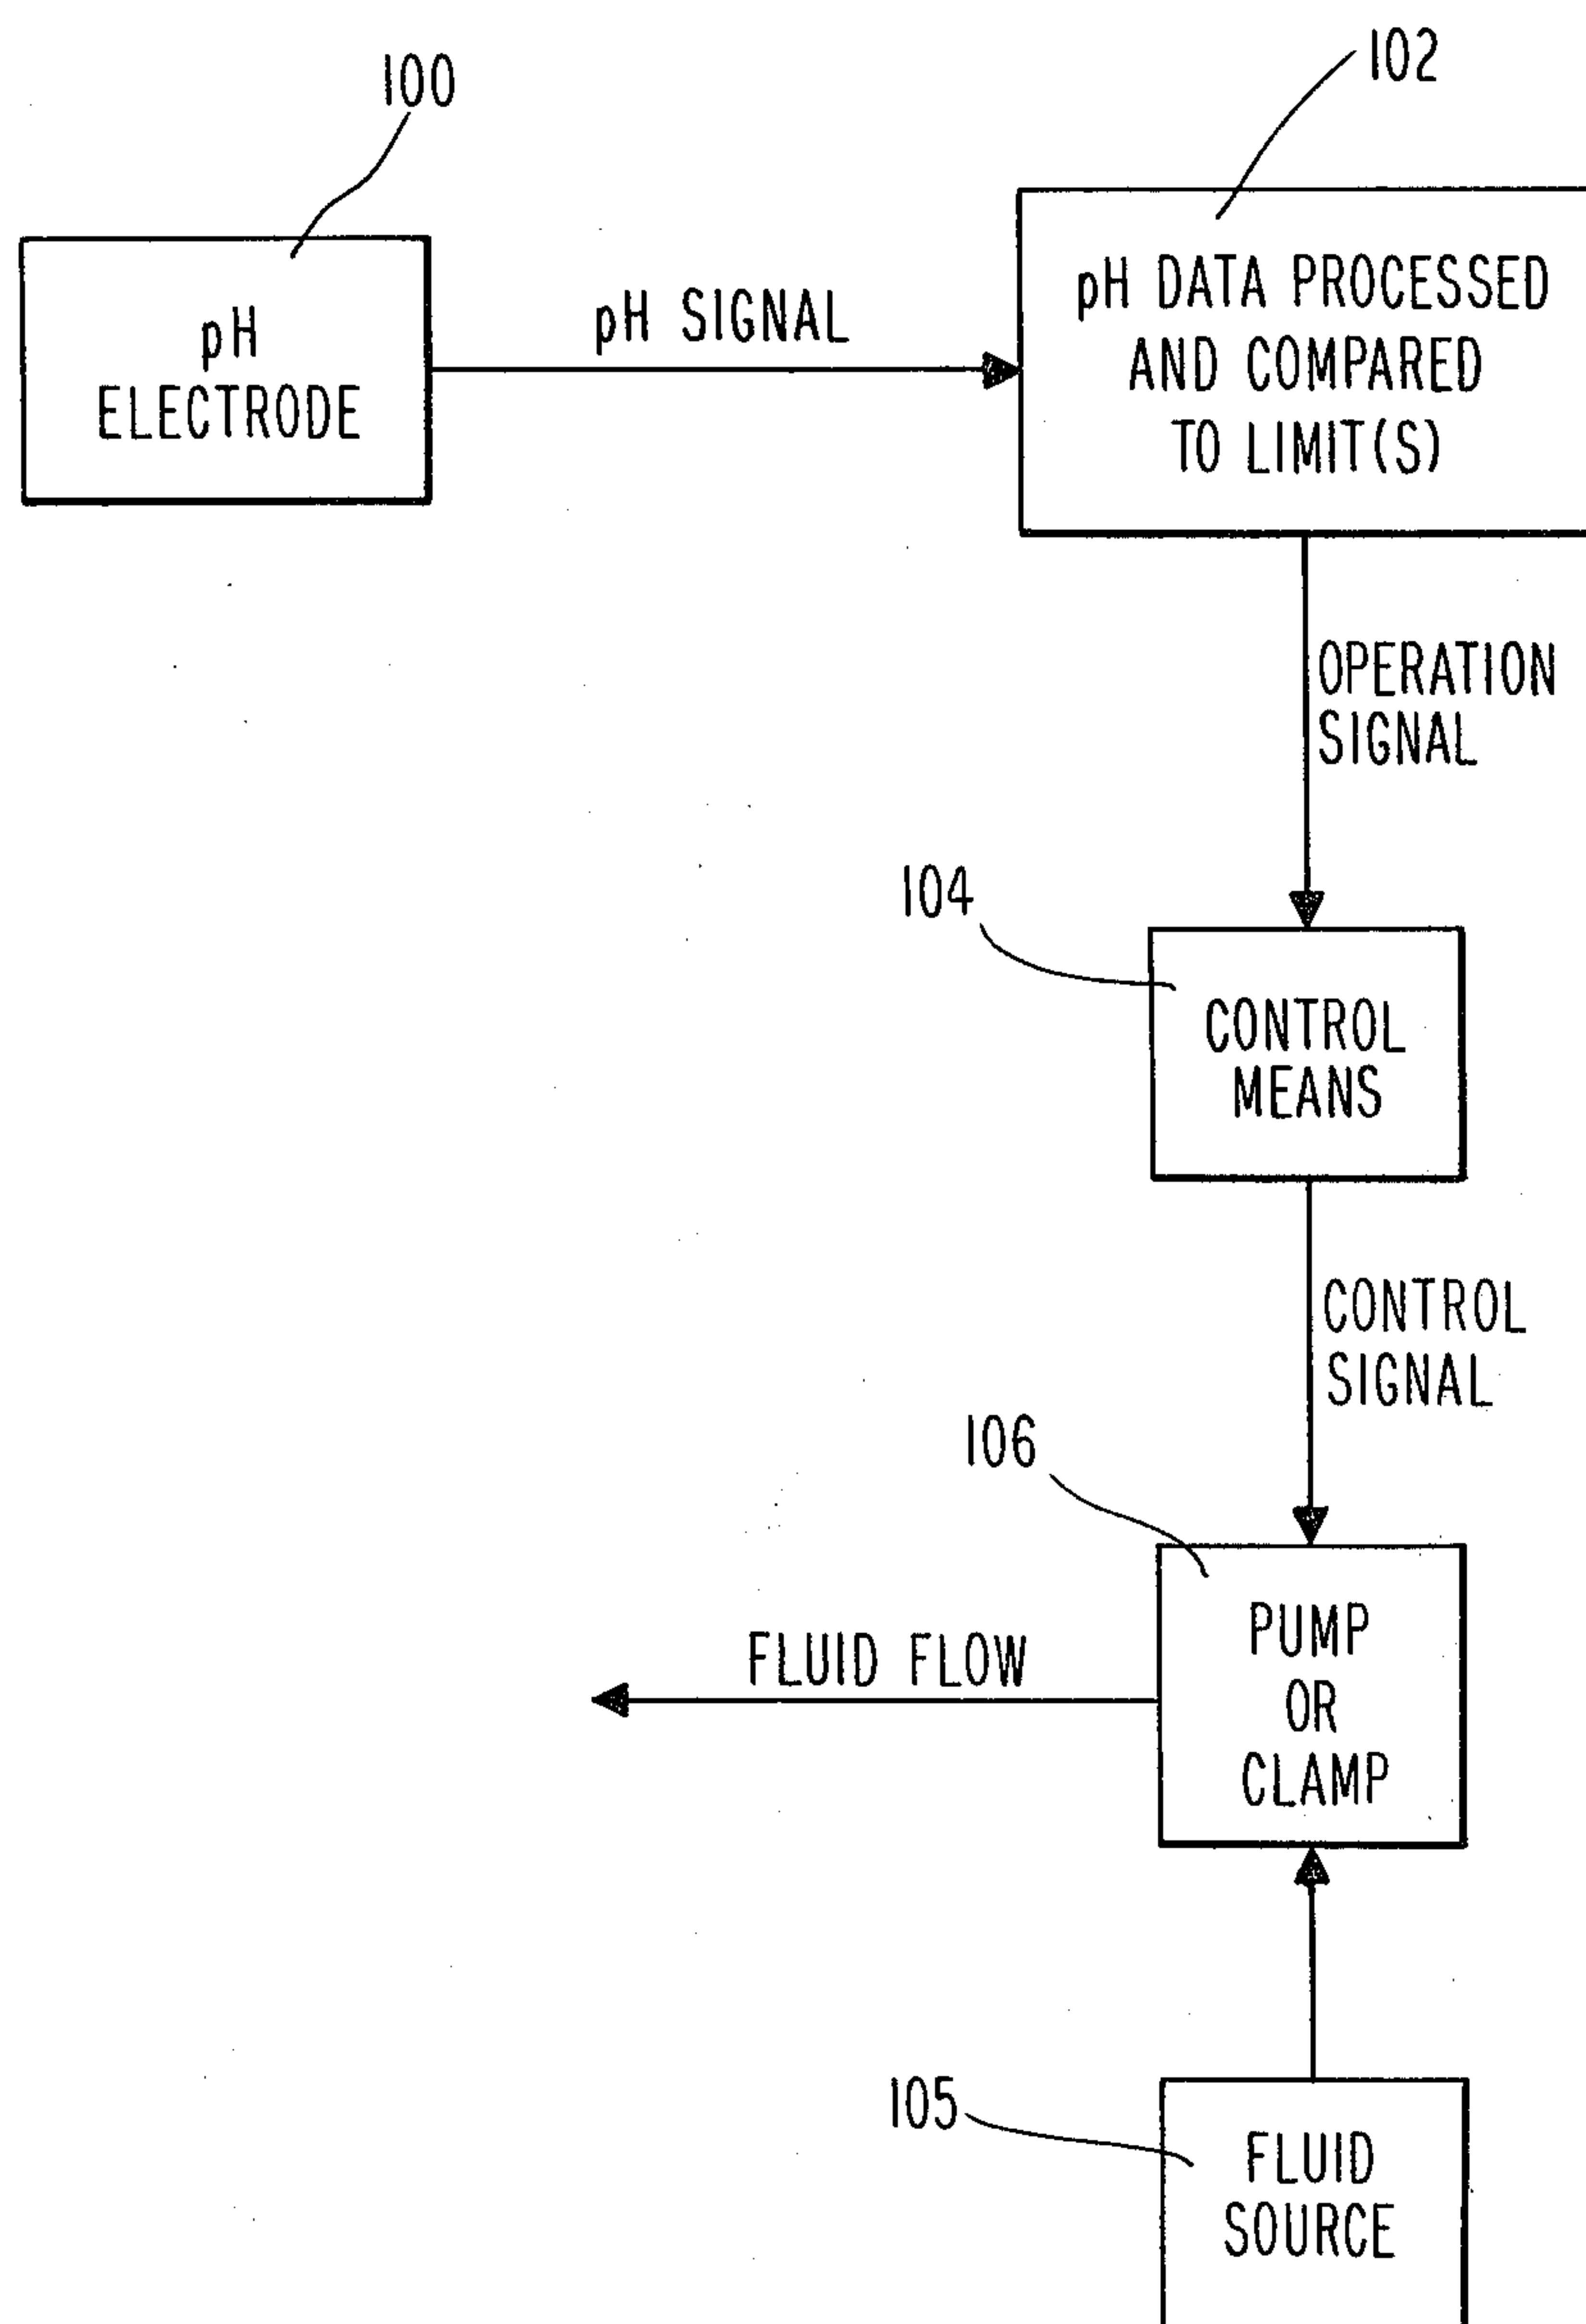 100
102
pH
ELECTRODE
pH SIGNAL
pH DATA PROCESSED
AND COMPARED
TO LIMIT(S)
OPERATION
SIGNAL
104
CONTROL
MEANS
CONTROL
SIGNAL
106
PUMP
OR
CLAMP
FLUID FLOW
105
FLUID
SOURCE